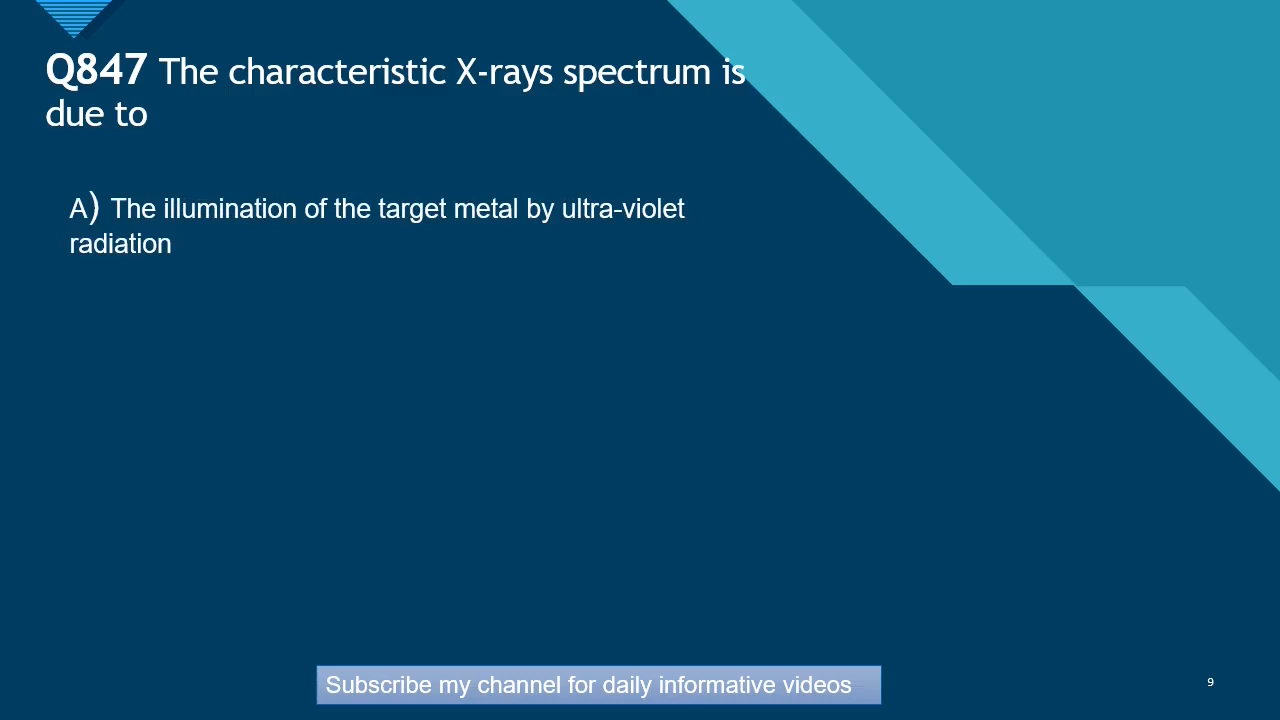 Q847 The characteristic X-rays spectrum is
due to
A) The illumination of the target metal by ultra-violet
radiation
Subscribe my channel for daily informative videos
9